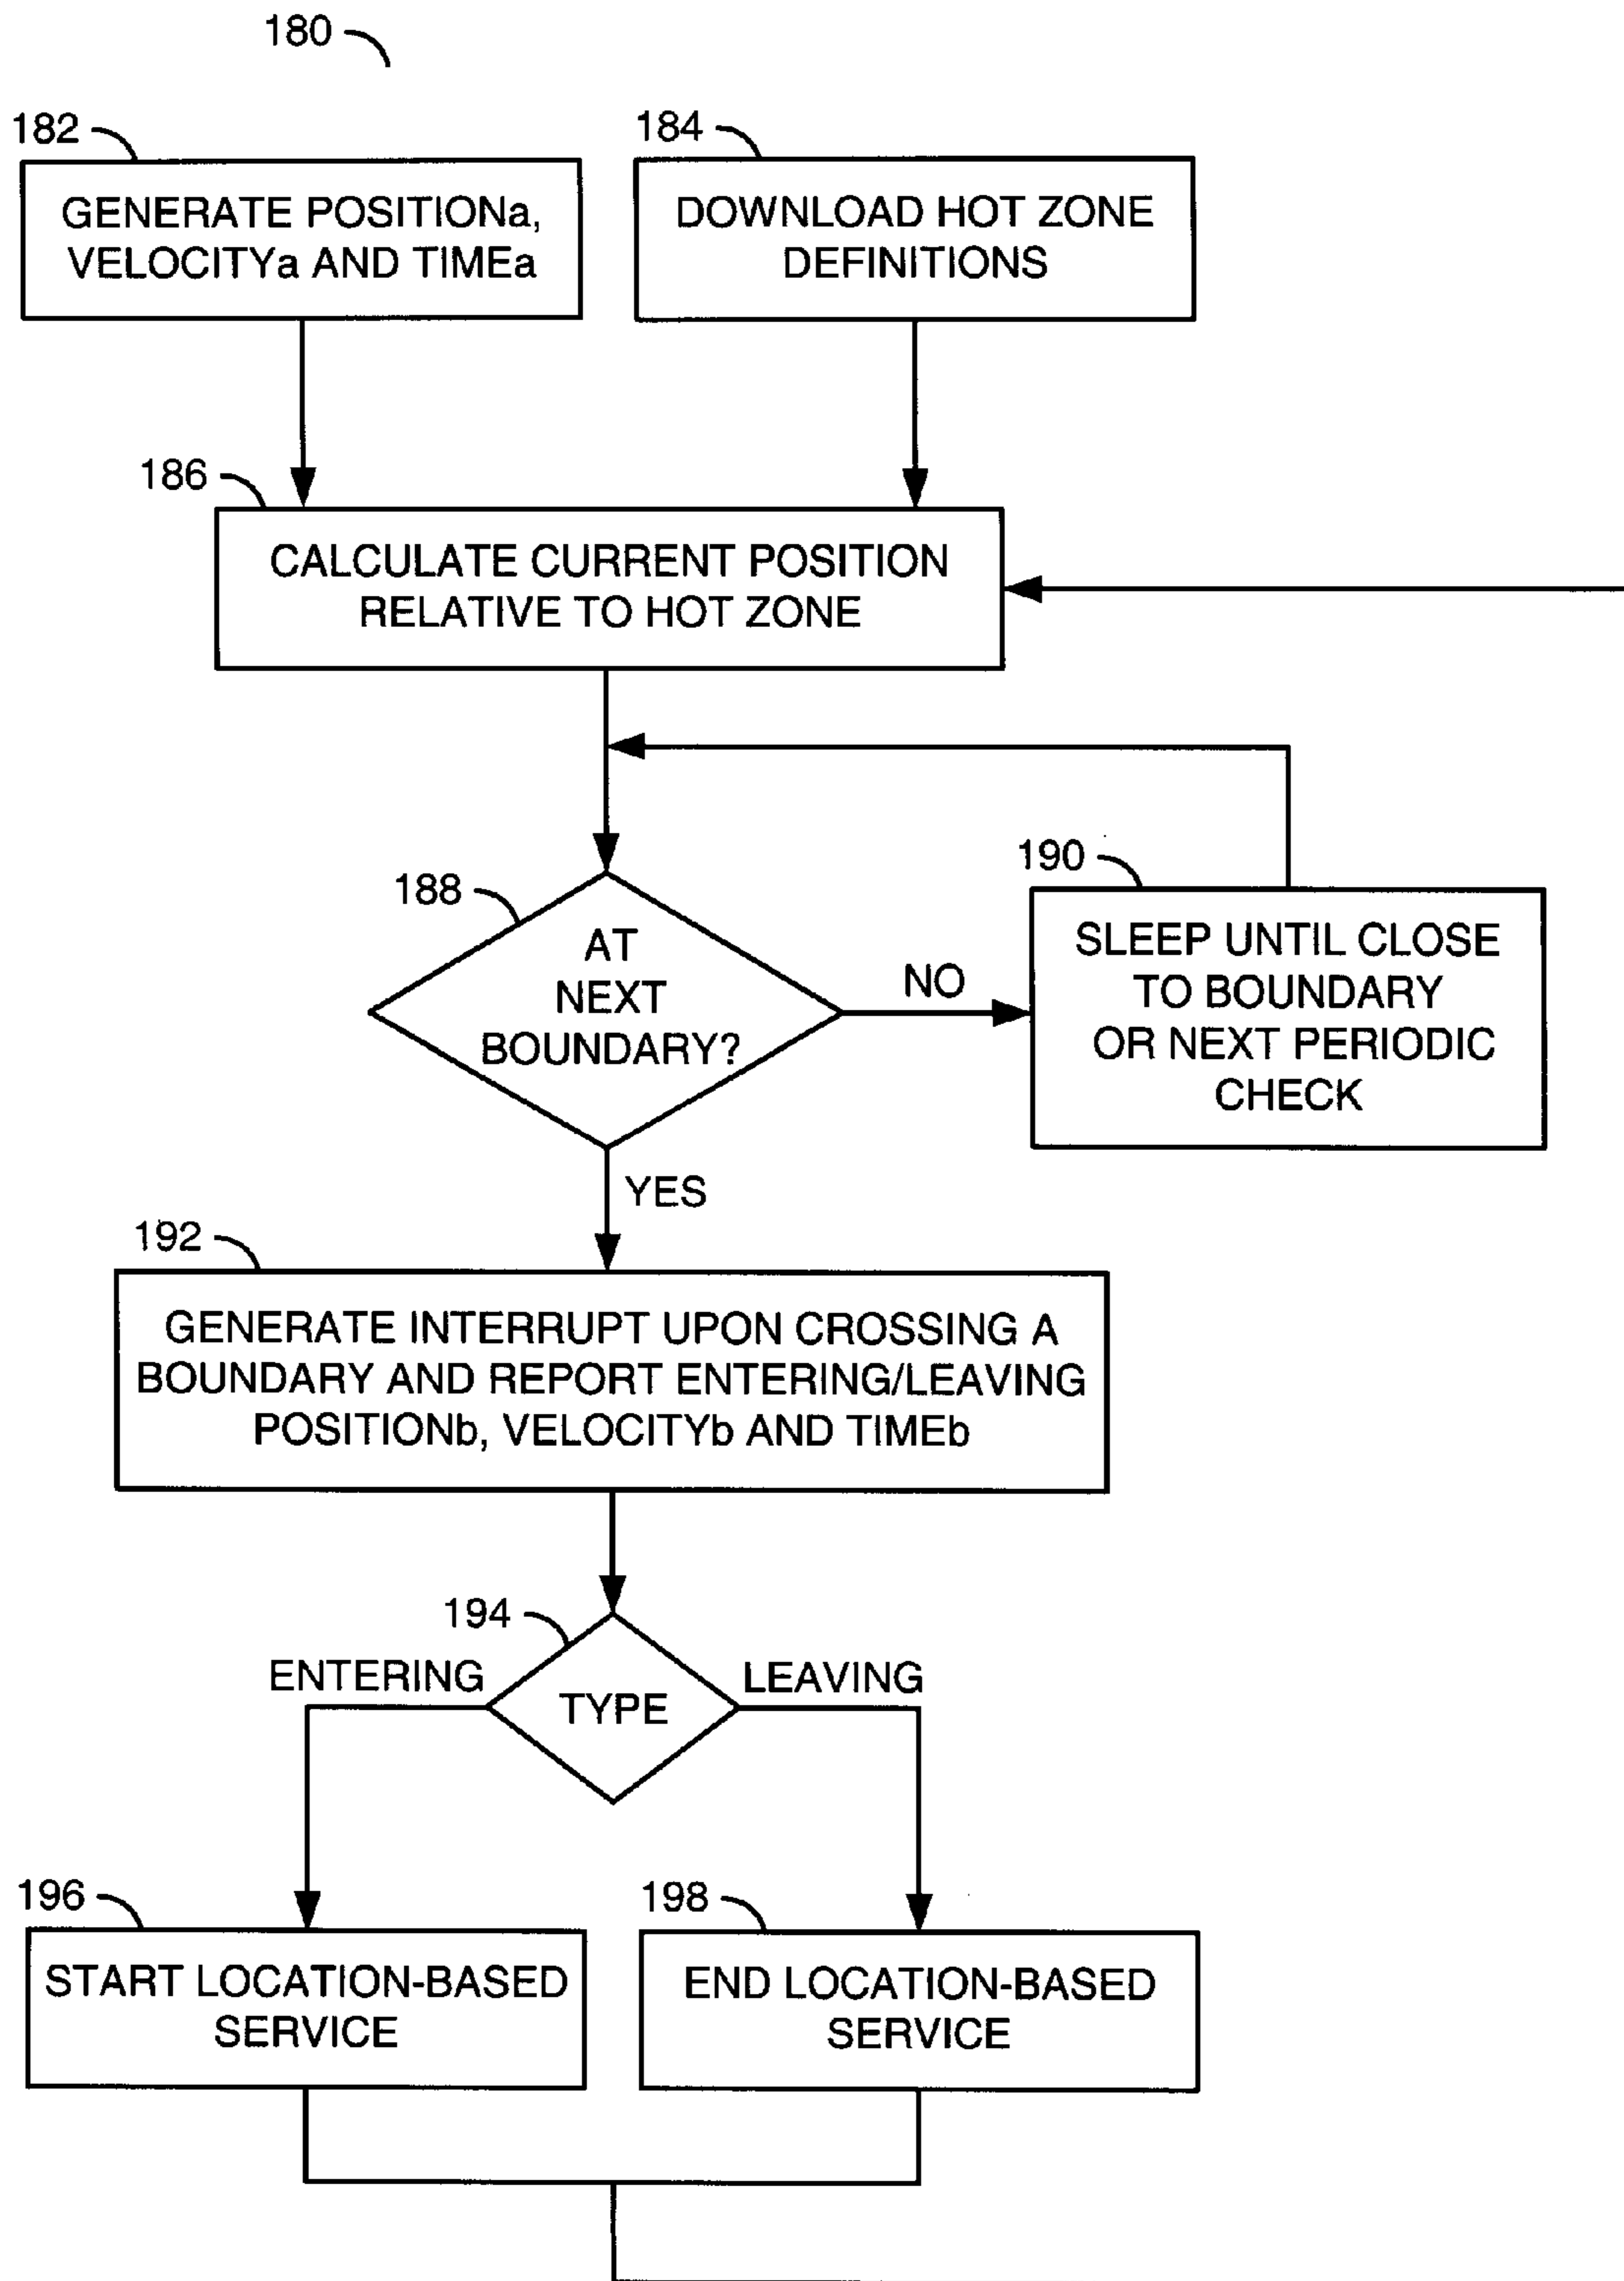 180
182
184
GENERATE POSITIONa,
VELOCITYa AND TIMEa
DOWNLOAD HOT ZONE
DEFINITIONS
186
CALCULATE CURRENT POSITION
RELATIVE TO HOT ZONE
188
AT
NEXT
BOUNDARY?
NO
190
SLEEP UNTIL CLOSE
TO BOUNDARY
OR NEXT PERIODIC
CHECK
YES
192
GENERATE INTERRUPT UPON CROSSING A
BOUNDARY AND REPORT ENTERING/LEAVING
POSITIONb, VELOCITYb AND TIMEb
194
ENTERING
TYPE
LEAVING
196
START LOCATION-BASED
SERVICE
198
END LOCATION-BASED
SERVICE